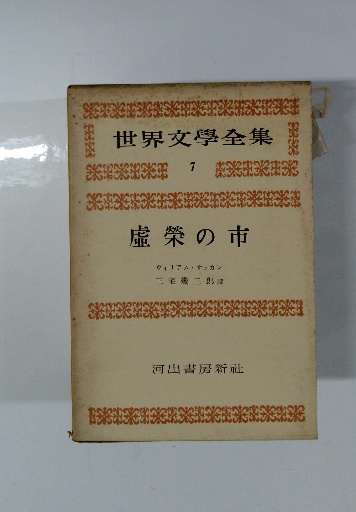 世界文學全集
7
虛榮の市
ウィリアム・サッカレ
三宅幾三郎譯
河出書房新社